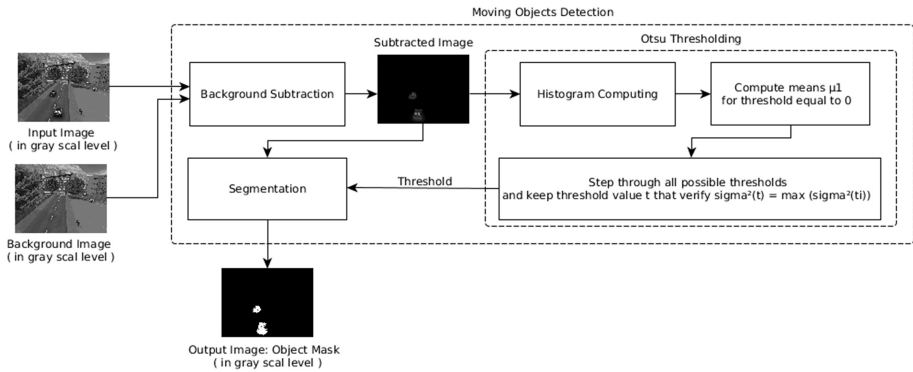 Moving Objects Detection
Subtracted Image
Otsu Thresholding
Background Subtraction
Histogram Computing
Compute means µ1
for threshold equal to 0
Input Image
( in gray scal level )
Segmentation
Threshold
Step through all possible thresholds
and keep threshold value t that verify sigma²(t) = max (sigma²(ti))
Background Image
( in gray scal level )
Output Image: Object Mask
( in gray scal level )